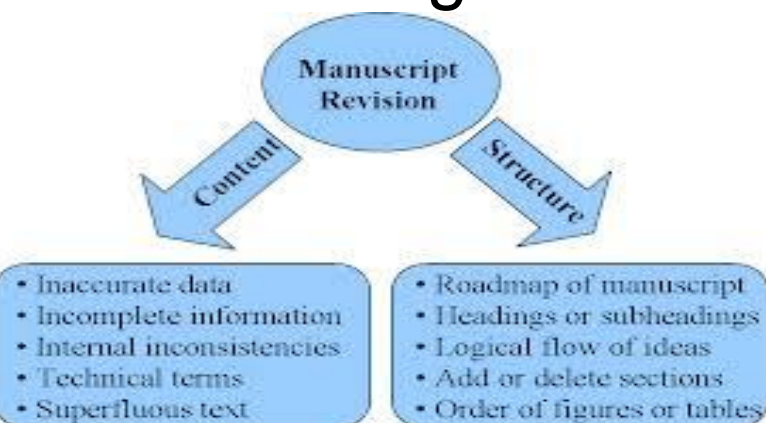 Manuscript
Revision
Content
Structure
• Inaccurate data
• Incomplete information
• Internal inconsistencies
• Technical terms
• Superfluous text
• Roadmap of manuscript
• Headings or subheadings
• Logical flow of ideas
• Add or delete sections
• Order of figures or tables